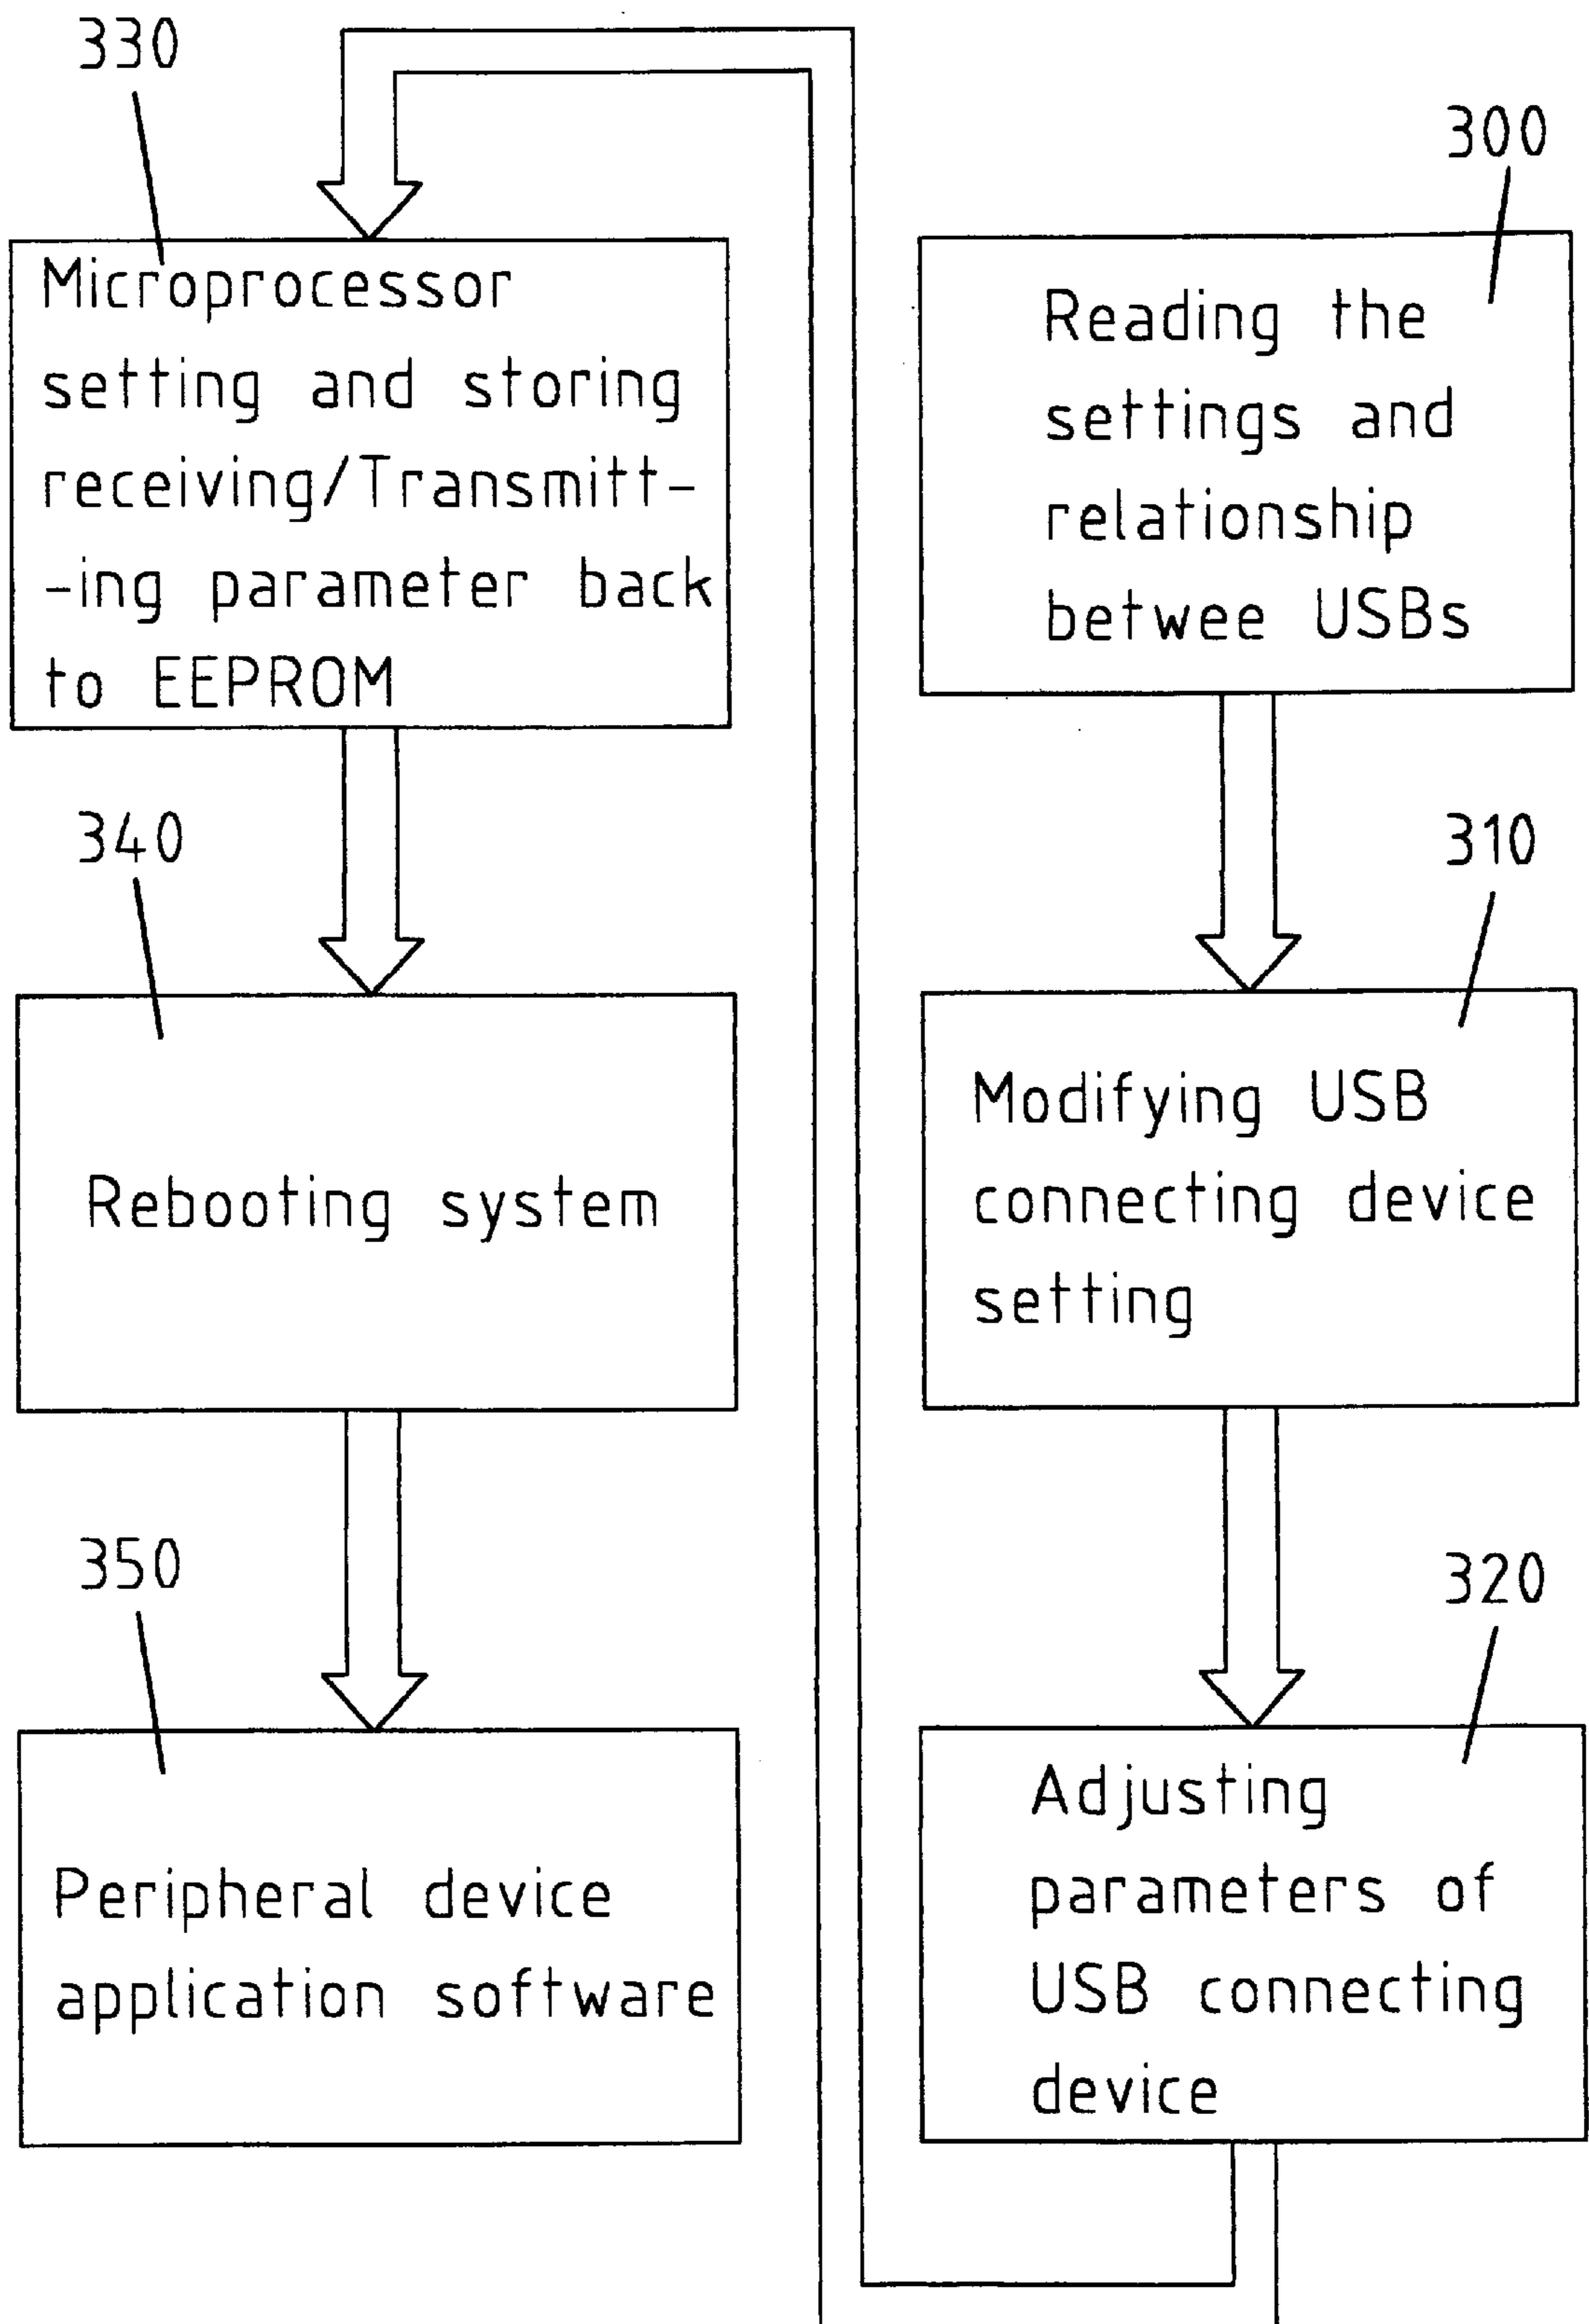 330
Microprocessor
setting and storing
receiving/Transmitt-
-ing parameter back
to EEPROM
340
Rebooting system
350
Peripheral device
application software
300
Reading the
settings and
relationship
betwee USBs
310
Modifying USB
connecting device
setting
320
Adjusting
parameters of
USB connecting
device